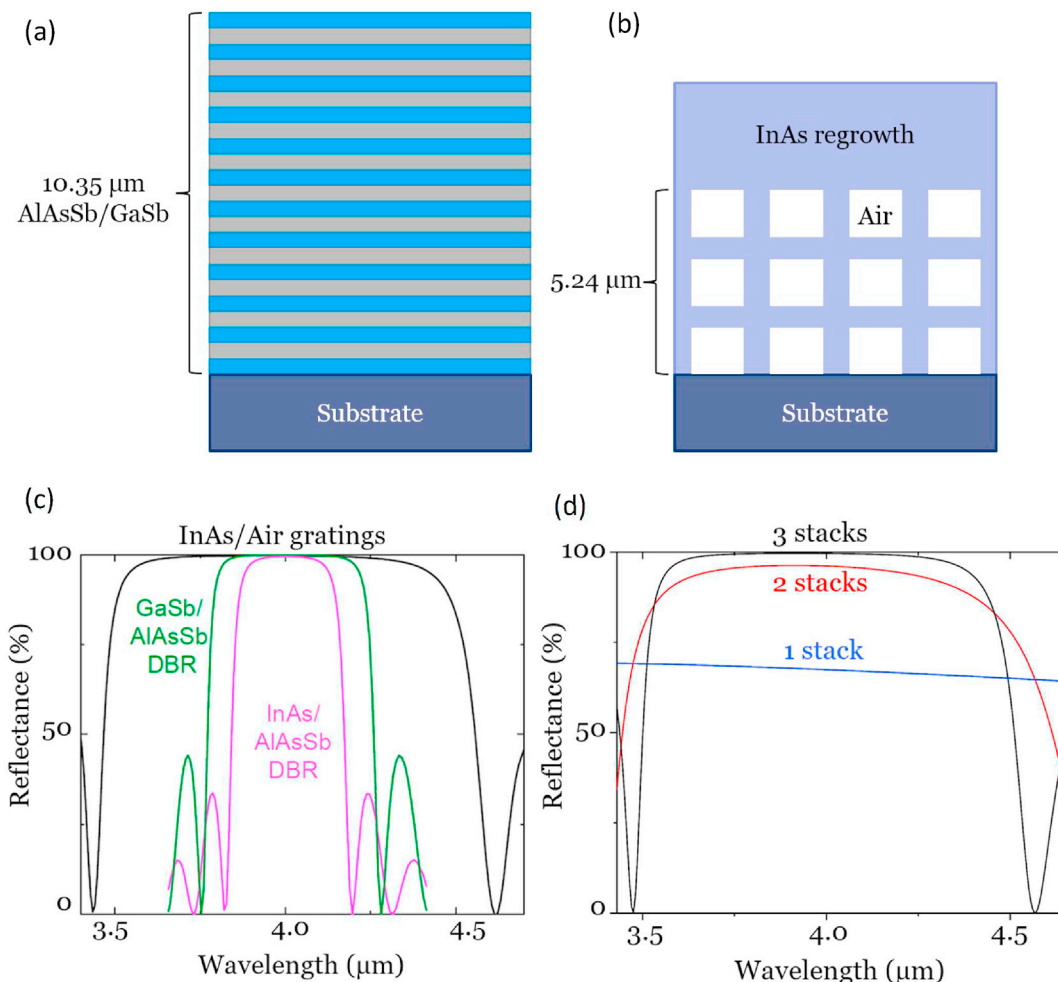 (a)
10.35 µm
AlAsSb/GaSb
Substrate
(b)
InAs regrowth
Air
5.24 µm
Substrate
(c)
InAs/Air gratings
100
50
0
Reflectance (%)
GaSb/
AlAsSb
DBR
InAs/
AlAsSb
DBR
3.5
4.0
4.5
Wavelength (µm)
(d)
3 stacks
2 stacks
1 stack
100
50
0
Reflectance (%)
3.5
4.0
4.5
Wavelength (µm)